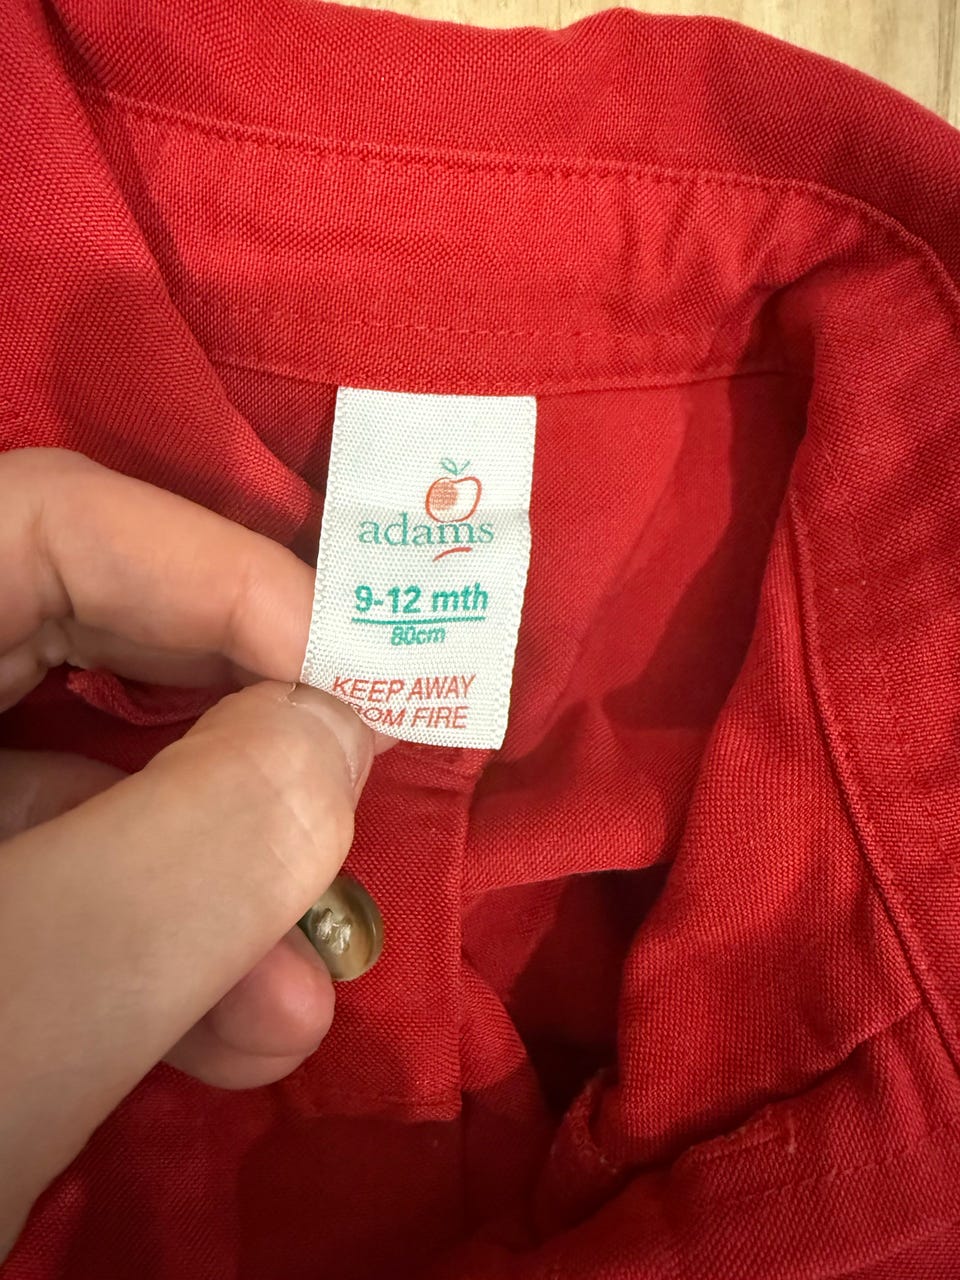 adams
9-12 mth
80cm
KEEP AWAY
FIRE